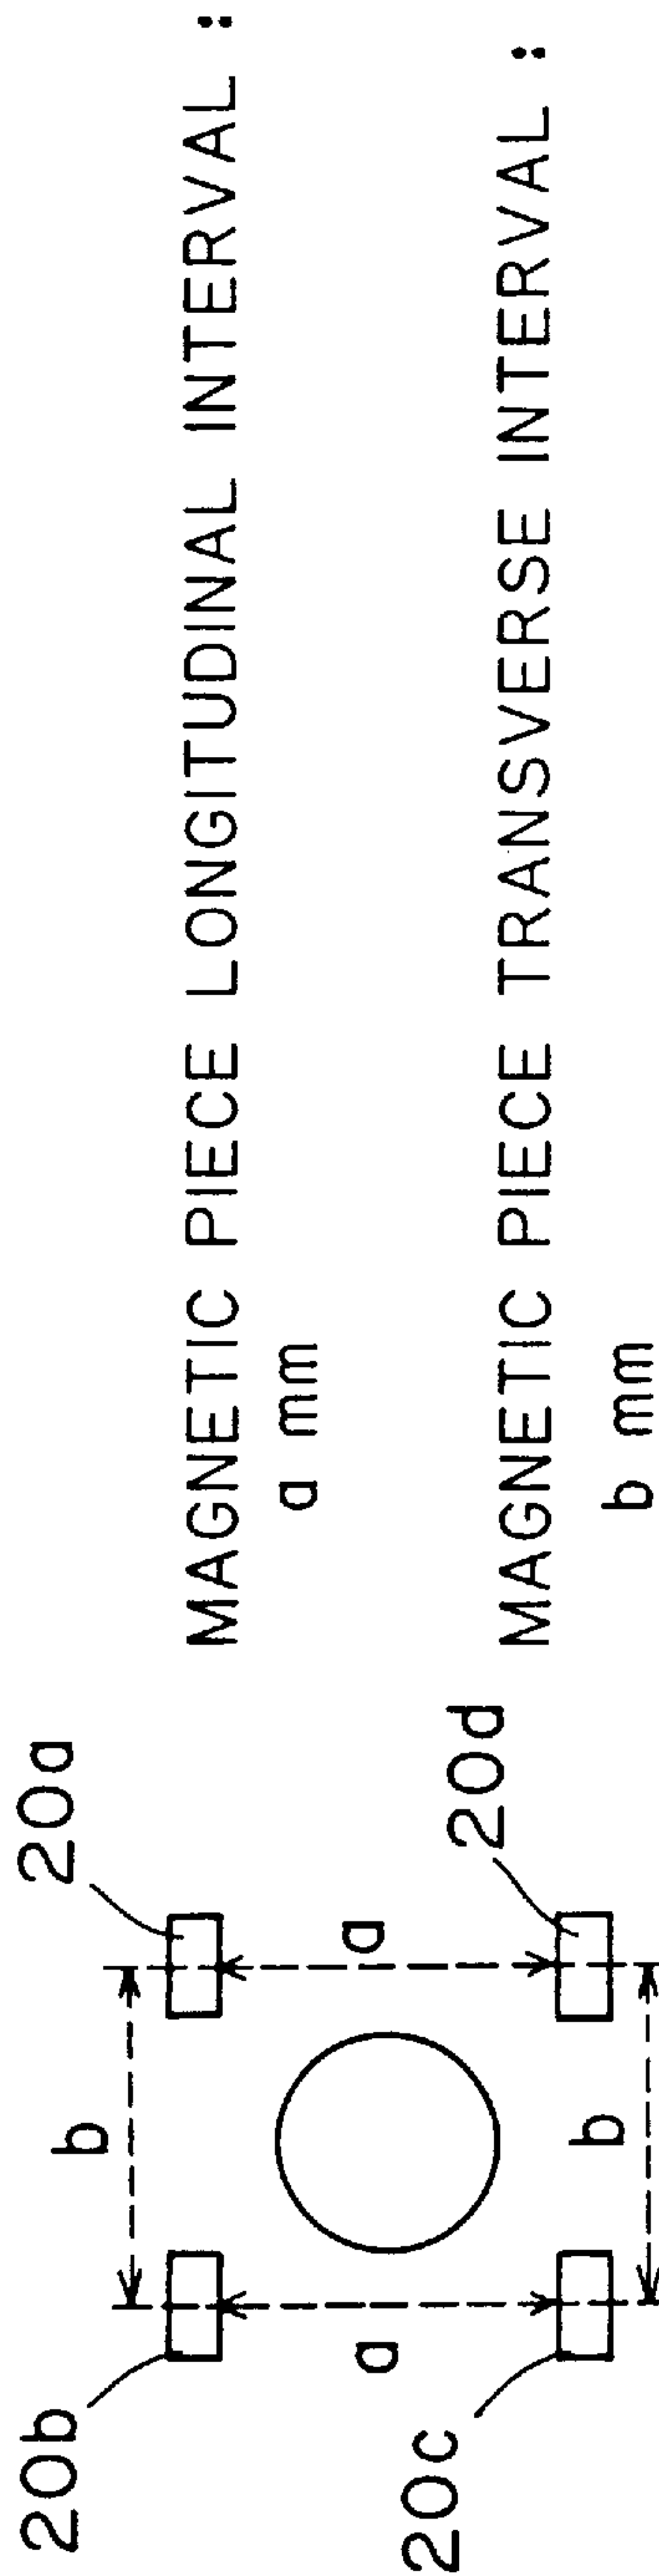 20b
b
20a
a
a
20c
b
20d
MAGNETIC PIECE LONGITUDINAL INTERVAL :
a mm
MAGNETIC PIECE TRANSVERSE INTERVAL :
b mm